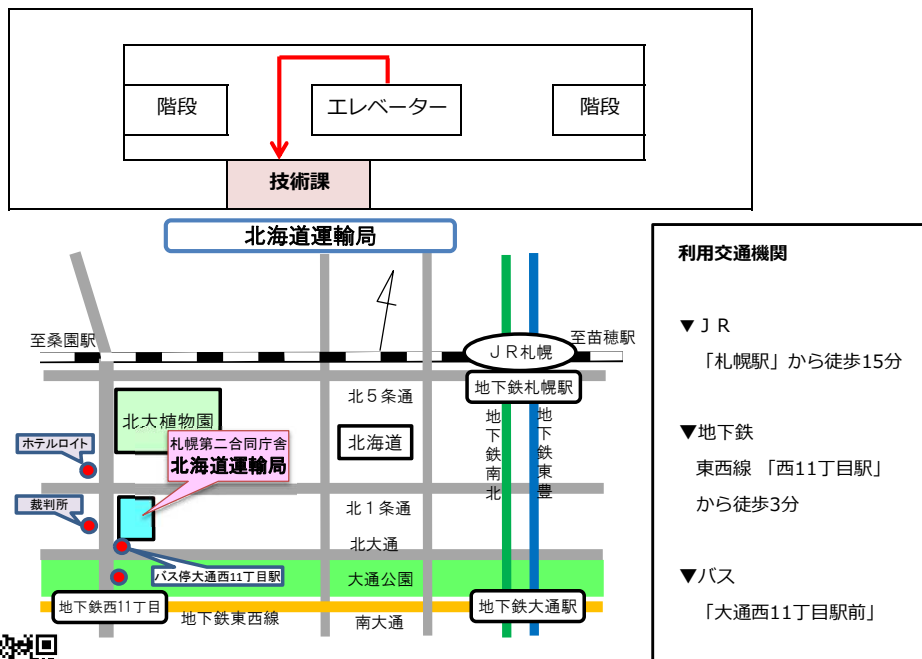 階段
エレベーター
階段
技術課
北海道運輸局
利用交通機関
▼ＪＲ
「札幌駅」から徒歩15分
▼地下鉄
東西線 「西11丁目駅」
から徒歩3分
▼バス
「大通西11丁目駅前」
至桑園駅
ＪＲ札幌
至苗穂駅
地下鉄札幌駅
北５条通
北大植物園
北海道
ホテルロイト
札幌第二合同庁舎
北海道運輸局
地下鉄南北
地下鉄東豊
裁判所
北１条通
北大通
バス停大通西11丁目駅
大通公園
地下鉄西11丁目
地下鉄東西線
南大通
地下鉄大通駅